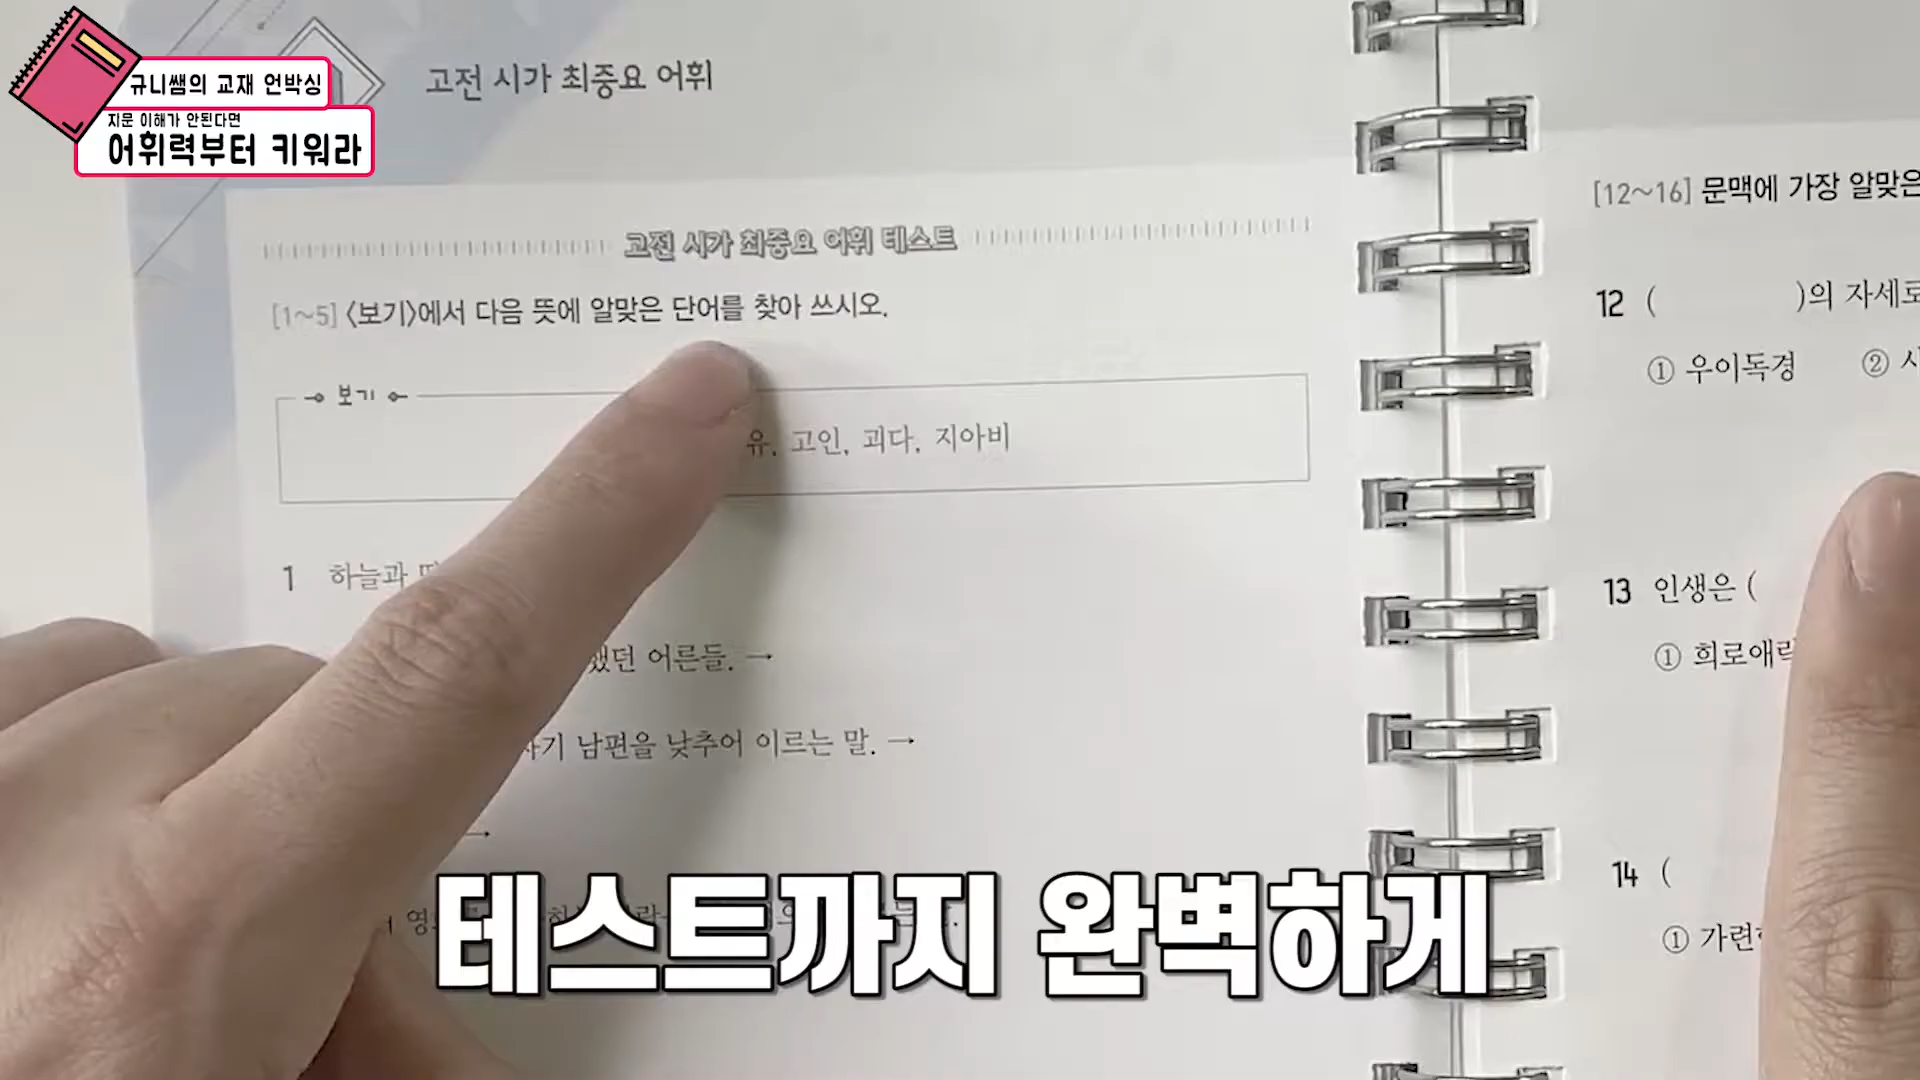 규니쌤의 교재 언박싱
지문 이해가 안된다면
어휘력부터 키워라
고전 시가 최중요 어휘
고전 시가 최중요 어휘 테스트
[1~5] <보기>에서 다음 뜻에 알맞은 단어를 찾아 쓰시오.
보기
유, 고인, 괴다, 지아비
1 하늘과
했던 어른들. →
자기 남편을 낮추어 이르는 말. →
→
[12~16] 문맥에 가장 알맞은
12 ( )의 자세로
① 우이독경 ②
13 인생은 (
① 희로애락
14 (
① 가련
테스트까지 완벽하게